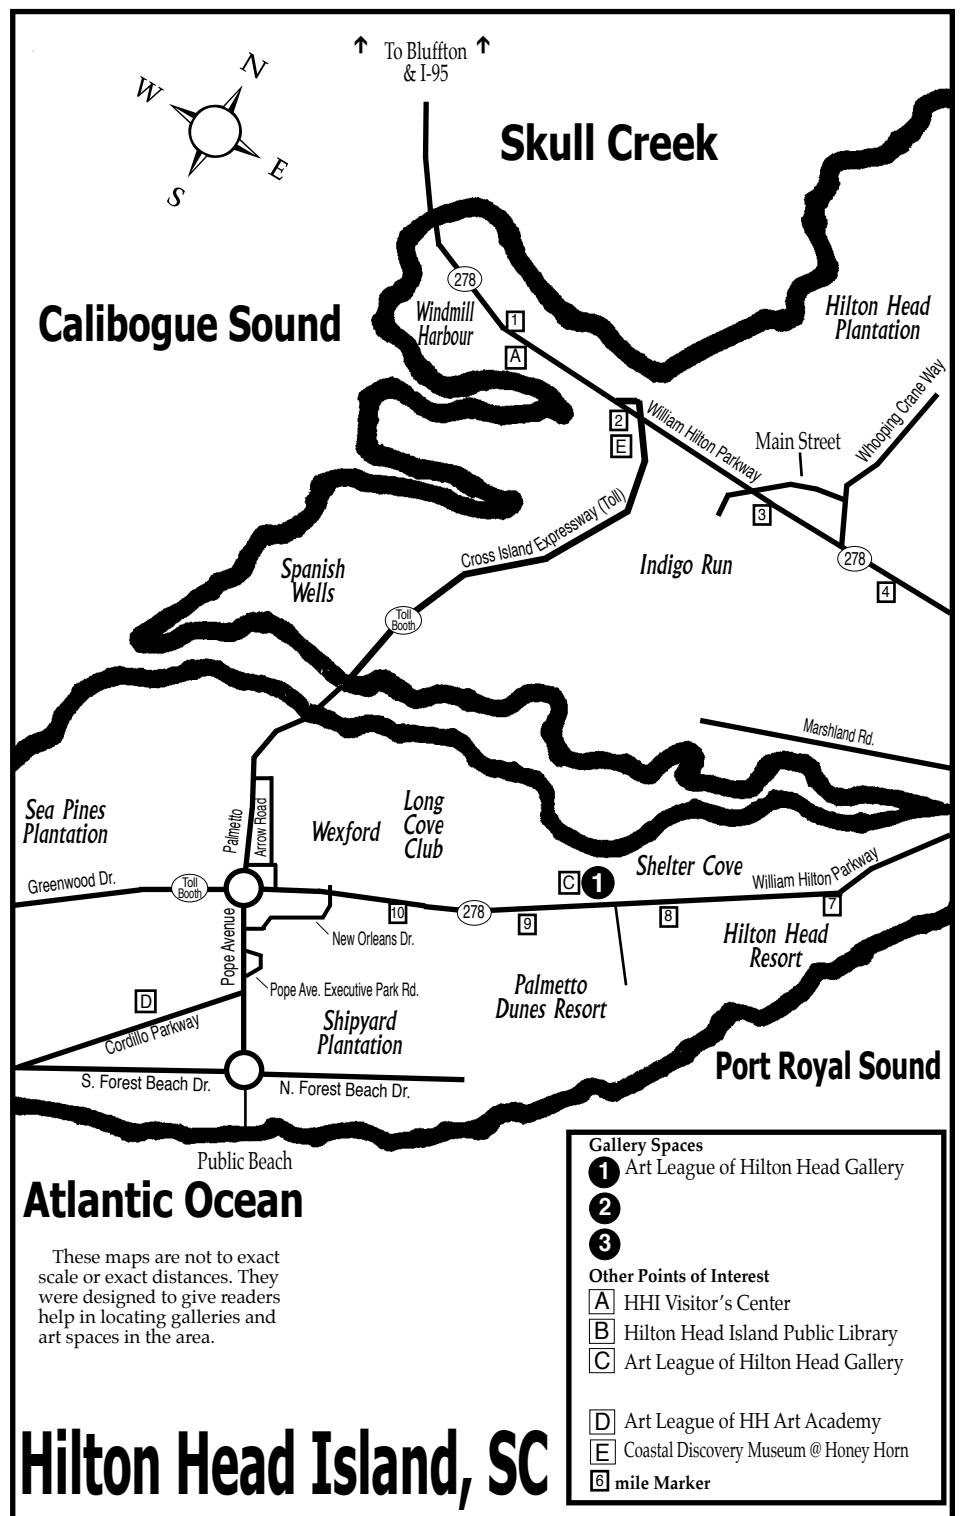 To Bluffton
& I-95
N
W
E
S
Skull Creek
Calibogue Sound
278
Windmill
Harbour
1
A
Hilton Head
Plantation
2
E
William Hilton Parkway
Main Street
Whooping Crane Way
3
Cross Island Expressway (Toll)
Indigo Run
278
4
Spanish
Wells
Toll
Booth
Marshland Rd.
Sea Pines
Plantation
Palmetto
Arrow Road
Wexford
Long
Cove
Club
Shelter Cove
William Hilton Parkway
Greenwood Dr.
Toll
Booth
C
1
10
278
9
8
7
Pope Avenue
New Orleans Dr.
Hilton Head
Resort
Pope Ave. Executive Park Rd.
Palmetto
Dunes Resort
D
Cordillo Parkway
Shipyard
Plantation
Port Royal Sound
S. Forest Beach Dr.
N. Forest Beach Dr.
Public Beach
Atlantic Ocean
These maps are not to exact
scale or exact distances. They
were designed to give readers
help in locating galleries and
art spaces in the area.
Hilton Head Island, SC
Gallery Spaces
1 Art League of Hilton Head Gallery
2
3
Other Points of Interest
A HHI Visitor's Center
B Hilton Head Island Public Library
C Art League of Hilton Head Gallery
D Art League of HH Art Academy
E Coastal Discovery Museum @ Honey Horn
6 mile Marker